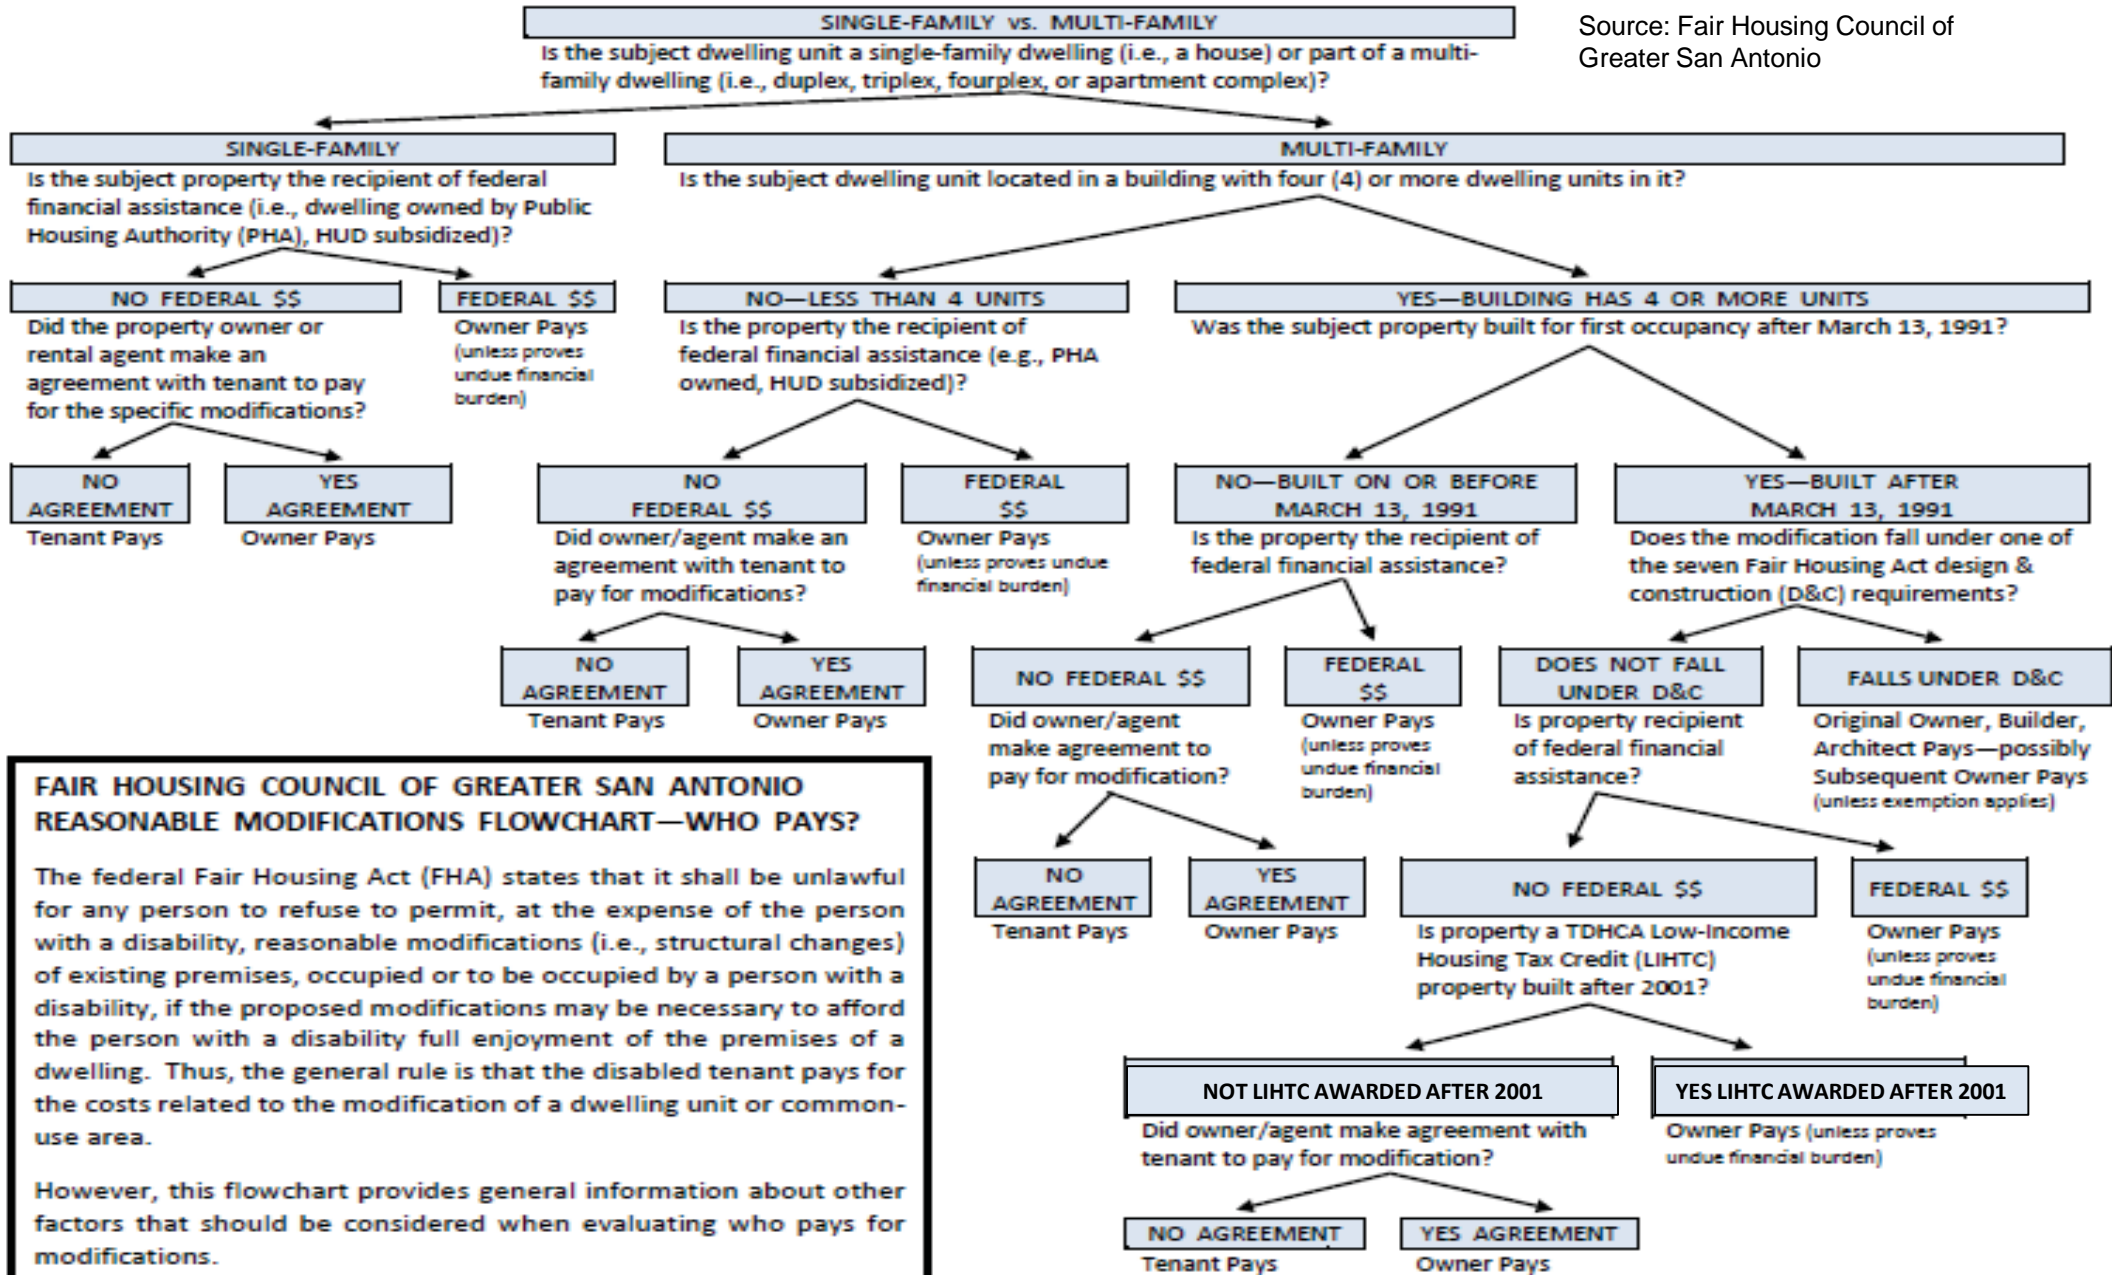 SINGLE-FAMILY vs. MULTI-FAMILY
Is the subject dwelling unit a single-family dwelling (i.e., a house) or part of a multi-
family dwelling (i.e., duplex, triplex, fourplex, or apartment complex)?
Source: Fair Housing Council of
Greater San Antonio
SINGLE-FAMILY
Is the subject property the recipient of federal
financial assistance (i.e., dwelling owned by Public
Housing Authority (PHA), HUD subsidized)?
MULTI-FAMILY
Is the subject dwelling unit located in a building with four (4) or more dwelling units in it?
NO FEDERAL $$
Did the property owner or
rental agent make an
agreement with tenant to pay
for the specific modifications?
FEDERAL $$
Owner Pays
(unless proves
undue financial
burden)
NO—LESS THAN 4 UNITS
Is the property the recipient of
federal financial assistance (e.g., PHA
owned, HUD subsidized)?
YES—BUILDING HAS 4 OR MORE UNITS
Was the subject property built for first occupancy after March 13, 1991?
NO
AGREEMENT
Tenant Pays
YES
AGREEMENT
Owner Pays
NO
FEDERAL $$
Did owner/agent make an
agreement with tenant to
pay for modifications?
FEDERAL
$$
Owner Pays
(unless proves undue
financial burden)
NO—BUILT ON OR BEFORE
MARCH 13, 1991
Is the property the recipient of
federal financial assistance?
YES—BUILT AFTER
MARCH 13, 1991
Does the modification fall under one of
the seven Fair Housing Act design &
construction (D&C) requirements?
NO
AGREEMENT
Tenant Pays
YES
AGREEMENT
Owner Pays
NO FEDERAL $$
Did owner/agent
make agreement to
pay for modification?
FEDERAL
$$
Owner Pays
(unless proves
undue financial
burden)
DOES NOT FALL
UNDER D&C
Is property recipient
of federal financial
assistance?
FALLS UNDER D&C
Original Owner, Builder,
Architect Pays—possibly
Subsequent Owner Pays
(unless exemption applies)
NO
AGREEMENT
Tenant Pays
YES
AGREEMENT
Owner Pays
NO FEDERAL $$
Is property a TDHCA Low-Income
Housing Tax Credit (LIHTC)
property built after 2001?
FEDERAL $$
Owner Pays
(unless proves
undue financial
burden)
NOT LIHTC AWARDED AFTER 2001
Did owner/agent make agreement with
tenant to pay for modification?
YES LIHTC AWARDED AFTER 2001
Owner Pays (unless proves
undue financial burden)
NO AGREEMENT
Tenant Pays
YES AGREEMENT
Owner Pays
FAIR HOUSING COUNCIL OF GREATER SAN ANTONIO
REASONABLE MODIFICATIONS FLOWCHART—WHO PAYS?
The federal Fair Housing Act (FHA) states that it shall be unlawful
for any person to refuse to permit, at the expense of the person
with a disability, reasonable modifications (i.e., structural changes)
of existing premises, occupied or to be occupied by a person with a
disability, if the proposed modifications may be necessary to afford
the person with a disability full enjoyment of the premises of a
dwelling. Thus, the general rule is that the disabled tenant pays for
the costs related to the modification of a dwelling unit or common-
use area.
However, this flowchart provides general information about other
factors that should be considered when evaluating who pays for
modifications.